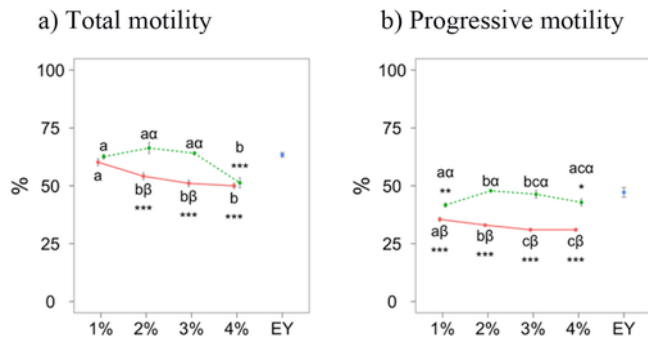 a) Total motility
100
75
50
25
0
%
a
aα
aα
b
***
a
bβ
***
bβ
***
b
***
1% 2% 3% 4% EY
b) Progressive motility
100
75
50
25
0
%
aα
**
bα
bcα
acα
*
aβ
***
bβ
***
cβ
***
cβ
***
1% 2% 3% 4% EY